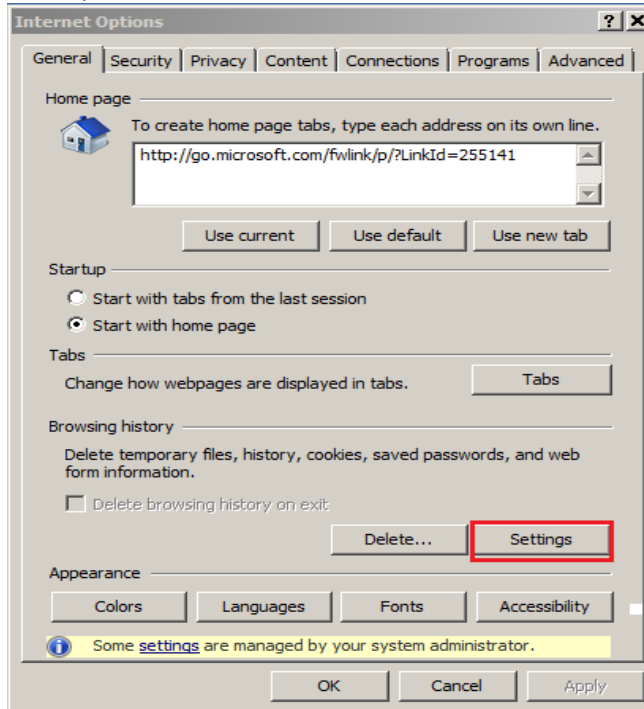 Internet Options ? X
General Security Privacy Content Connections Programs Advanced
Home page
To create home page tabs, type each address on its own line.
http://go.microsoft.com/fwlink/p/?LinkId=255141
Use current Use default Use new tab
Startup
Start with tabs from the last session
Start with home page
Tabs
Change how webpages are displayed in tabs. Tabs
Browsing history
Delete temporary files, history, cookies, saved passwords, and web
form information.
Delete browsing history on exit
Delete... Settings
Appearance
Colors Languages Fonts Accessibility
Some settings are managed by your system administrator.
OK Cancel Apply